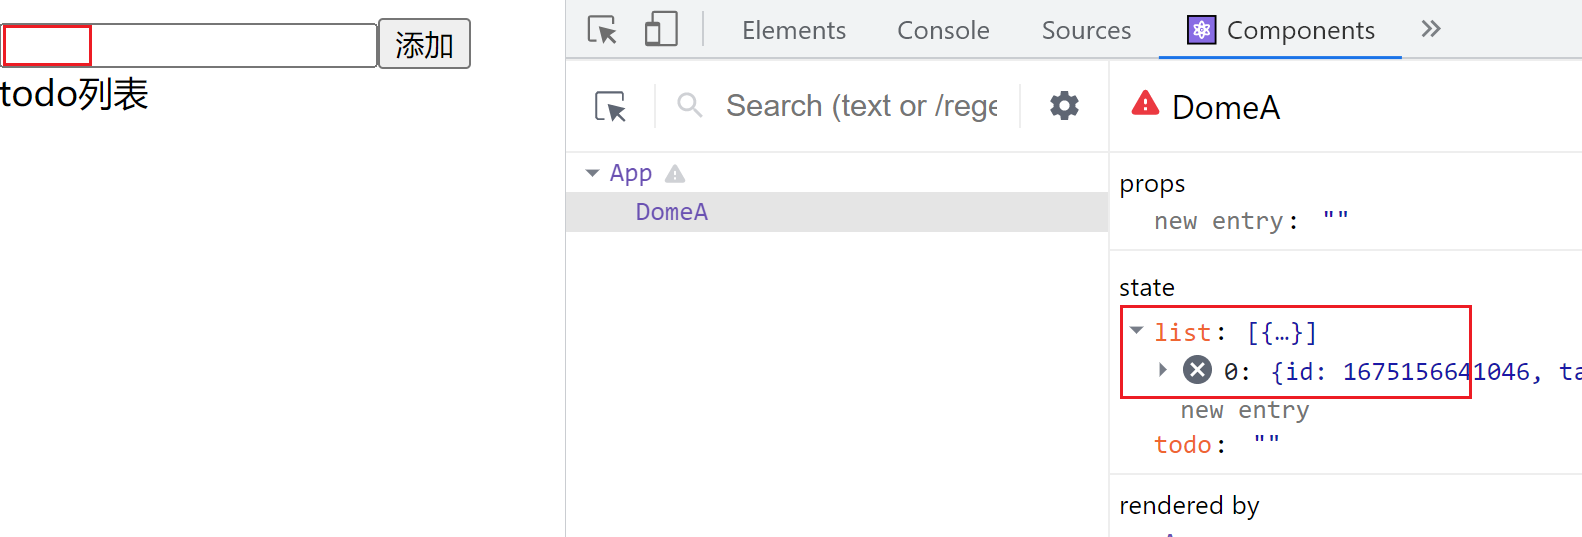 添加
todo列表
Elements
Console
Sources
Components
Search (text or /rege
App
DomeA
DomeA
props
new entry: ""
state
list: [{…}]
0: {id: 1675156641046, ta
new entry
todo: ""
rendered by